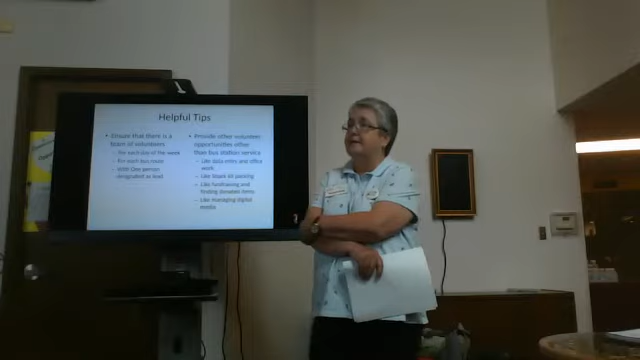 Helpful Tips
• Ensure that there is a
team of volunteers
– For each day of the week
– For each bus route
– With One person
designated as lead
• Provide other volunteer
opportunities other
than bus station service
– Like data entry and office
work
– Like snack kit packing
– Like fundraising and
finding donated items
– Like managing digital
media